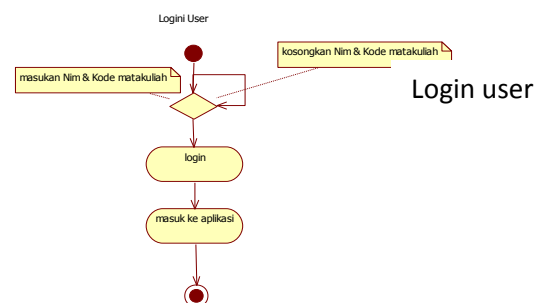 Logini User
kosongkan Nim & Kode matakuliah
masukan Nim & Kode matakuliah
Login user
login
masuk ke aplikasi